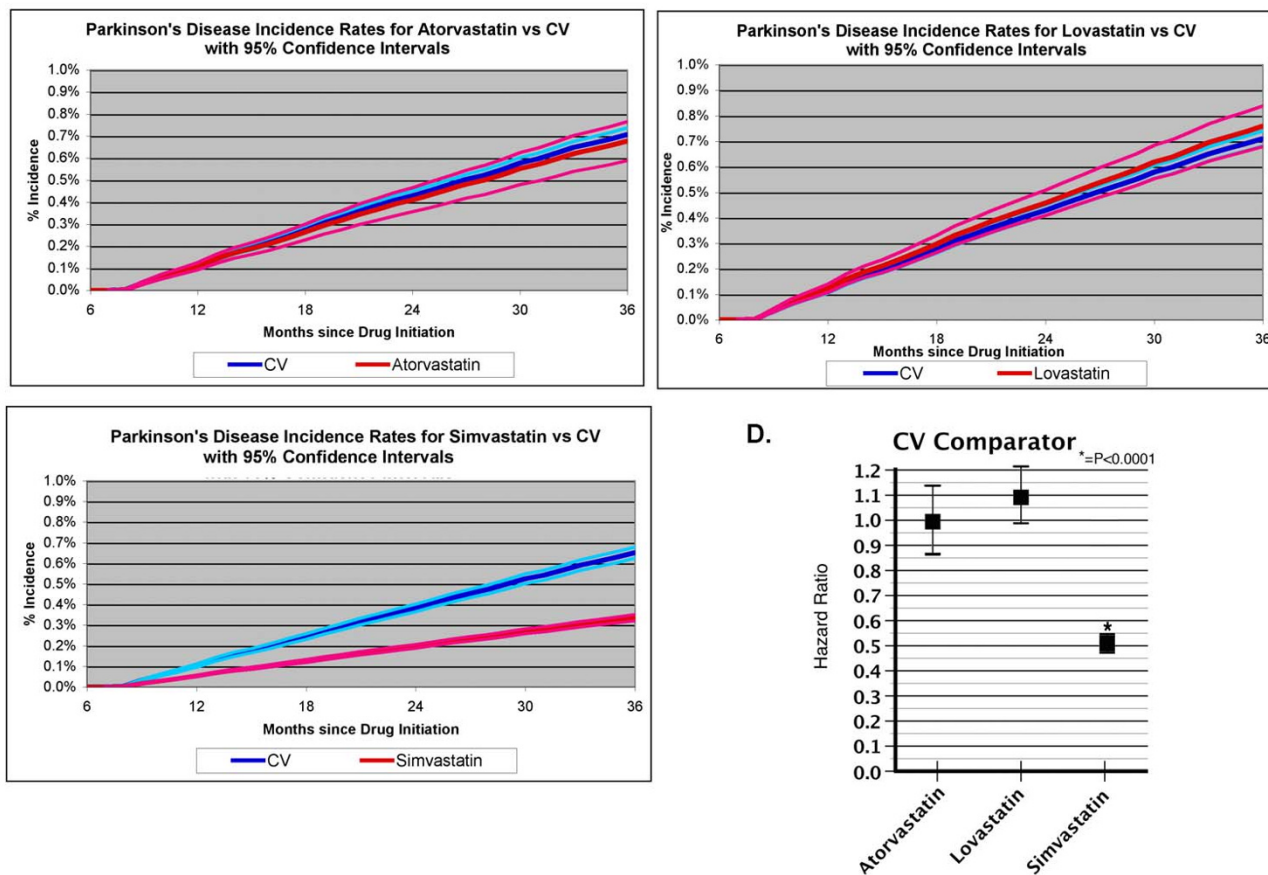 Parkinson's Disease Incidence Rates for Atorvastatin vs CV
with 95% Confidence Intervals
% Incidence
1.0%
0.9%
0.8%
0.7%
0.6%
0.5%
0.4%
0.3%
0.2%
0.1%
0.0%
6 12 18 24 30 36
Months since Drug Initiation
CV Atorvastatin
Parkinson's Disease Incidence Rates for Lovastatin vs CV
with 95% Confidence Intervals
% Incidence
1.0%
0.9%
0.8%
0.7%
0.6%
0.5%
0.4%
0.3%
0.2%
0.1%
0.0%
6 12 18 24 30 36
Months since Drug Initiation
CV Lovastatin
Parkinson's Disease Incidence Rates for Simvastatin vs CV
with 95% Confidence Intervals
% Incidence
1.0%
0.9%
0.8%
0.7%
0.6%
0.5%
0.4%
0.3%
0.2%
0.1%
0.0%
6 12 18 24 30 36
Months since Drug Initiation
CV Simvastatin
D.
CV Comparator
*=P<0.0001
Hazard Ratio
1.2
1.1
1.0
0.9
0.8
0.7
0.6
0.5
0.4
0.3
0.2
0.1
0.0
*
Atorvastatin
Lovastatin
Simvastatin